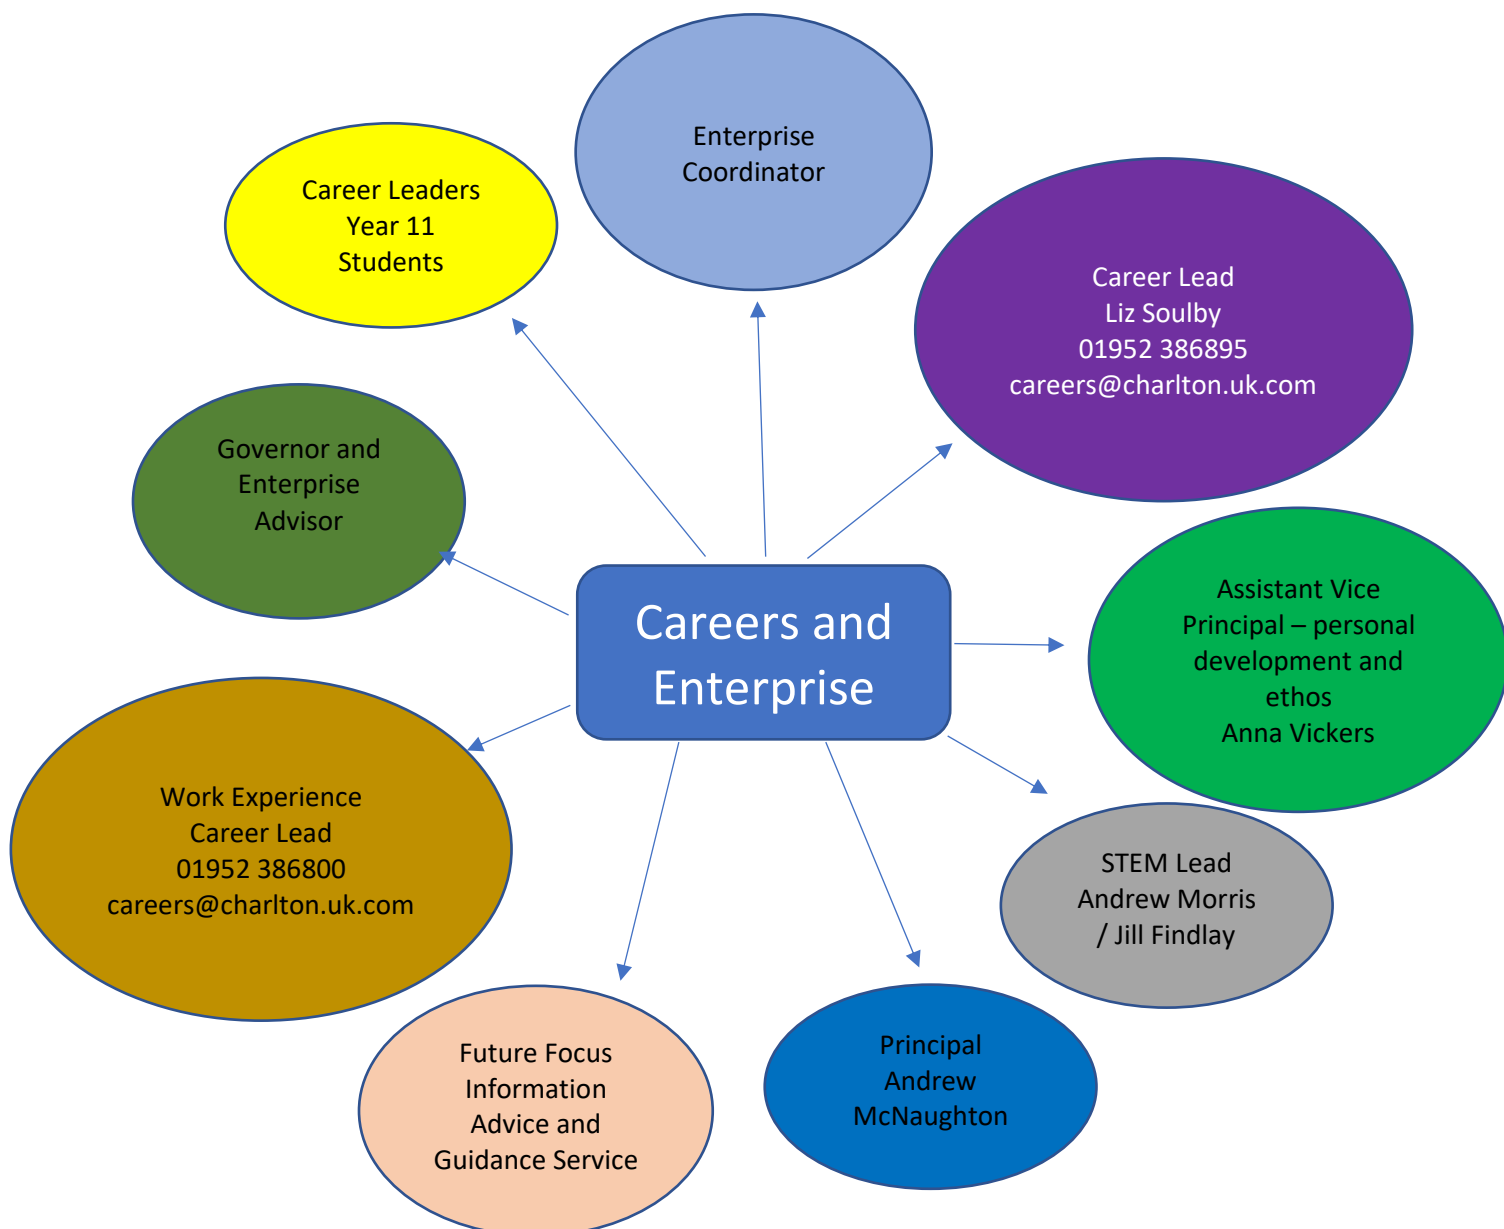 Enterprise
Coordinator
Career Leaders
Year 11
Students
Career Lead
Liz Soulby
01952 386895
careers@charlton.uk.com
Governor and
Enterprise
Advisor
Careers and
Enterprise
Assistant Vice
Principal – personal
development and
ethos
Anna Vickers
Work Experience
Career Lead
01952 386800
careers@charlton.uk.com
STEM Lead
Andrew Morris
/ Jill Findlay
Future Focus
Information
Advice and
Guidance Service
Principal
Andrew
McNaughton